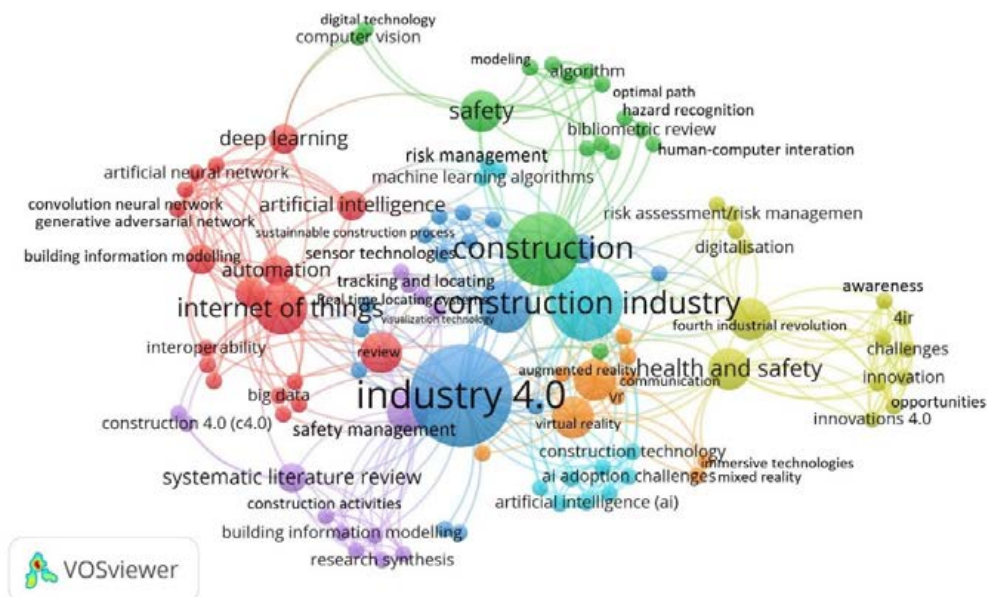 digital technology
computer vision
modeling
algorithm
optimal path
safety
hazard recognition
bibliometric review
human-computer interation
deep learning
risk management
machine learning algorithms
artificial neural network
convolution neural network
generative adversarial network
artificial intelligence
sustainnable construction process
risk assessment/risk managemen
digitalisation
building information modelling
sensor technologies
construction
automation
tracking and locating
awareness
internet of things
Real time locating systems
construction industry
visualization technology
fourth industrial revolution
4ir
interoperability
review
challenges
augmented reality
health and safety
communication
innovation
big data
industry 4.0
vr
opportunities
construction 4.0 (c4.0)
safety management
virtual reality
innovations 4.0
construction technology
immersive technologies
systematic literature review
ai adoption challenges
mixed reality
construction activities
artificial intelligence (ai)
building information modelling
research synthesis
VOSviewer